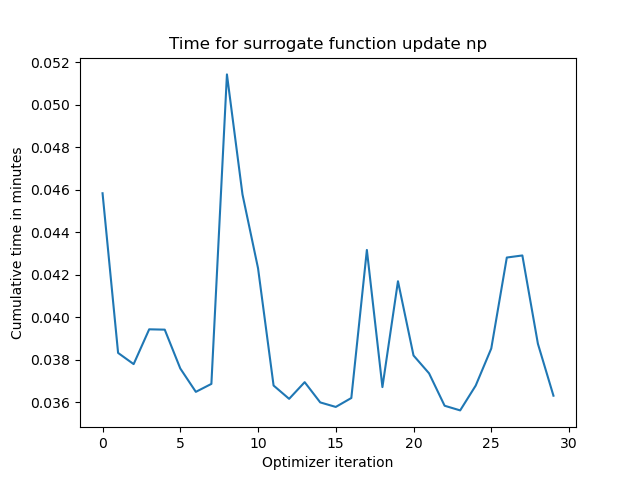 Time for surrogate function update np
Cumulative time in minutes
0.052
0.050
0.048
0.046
0.044
0.042
0.040
0.038
0.036
0 5 10 15 20 25 30
Optimizer iteration